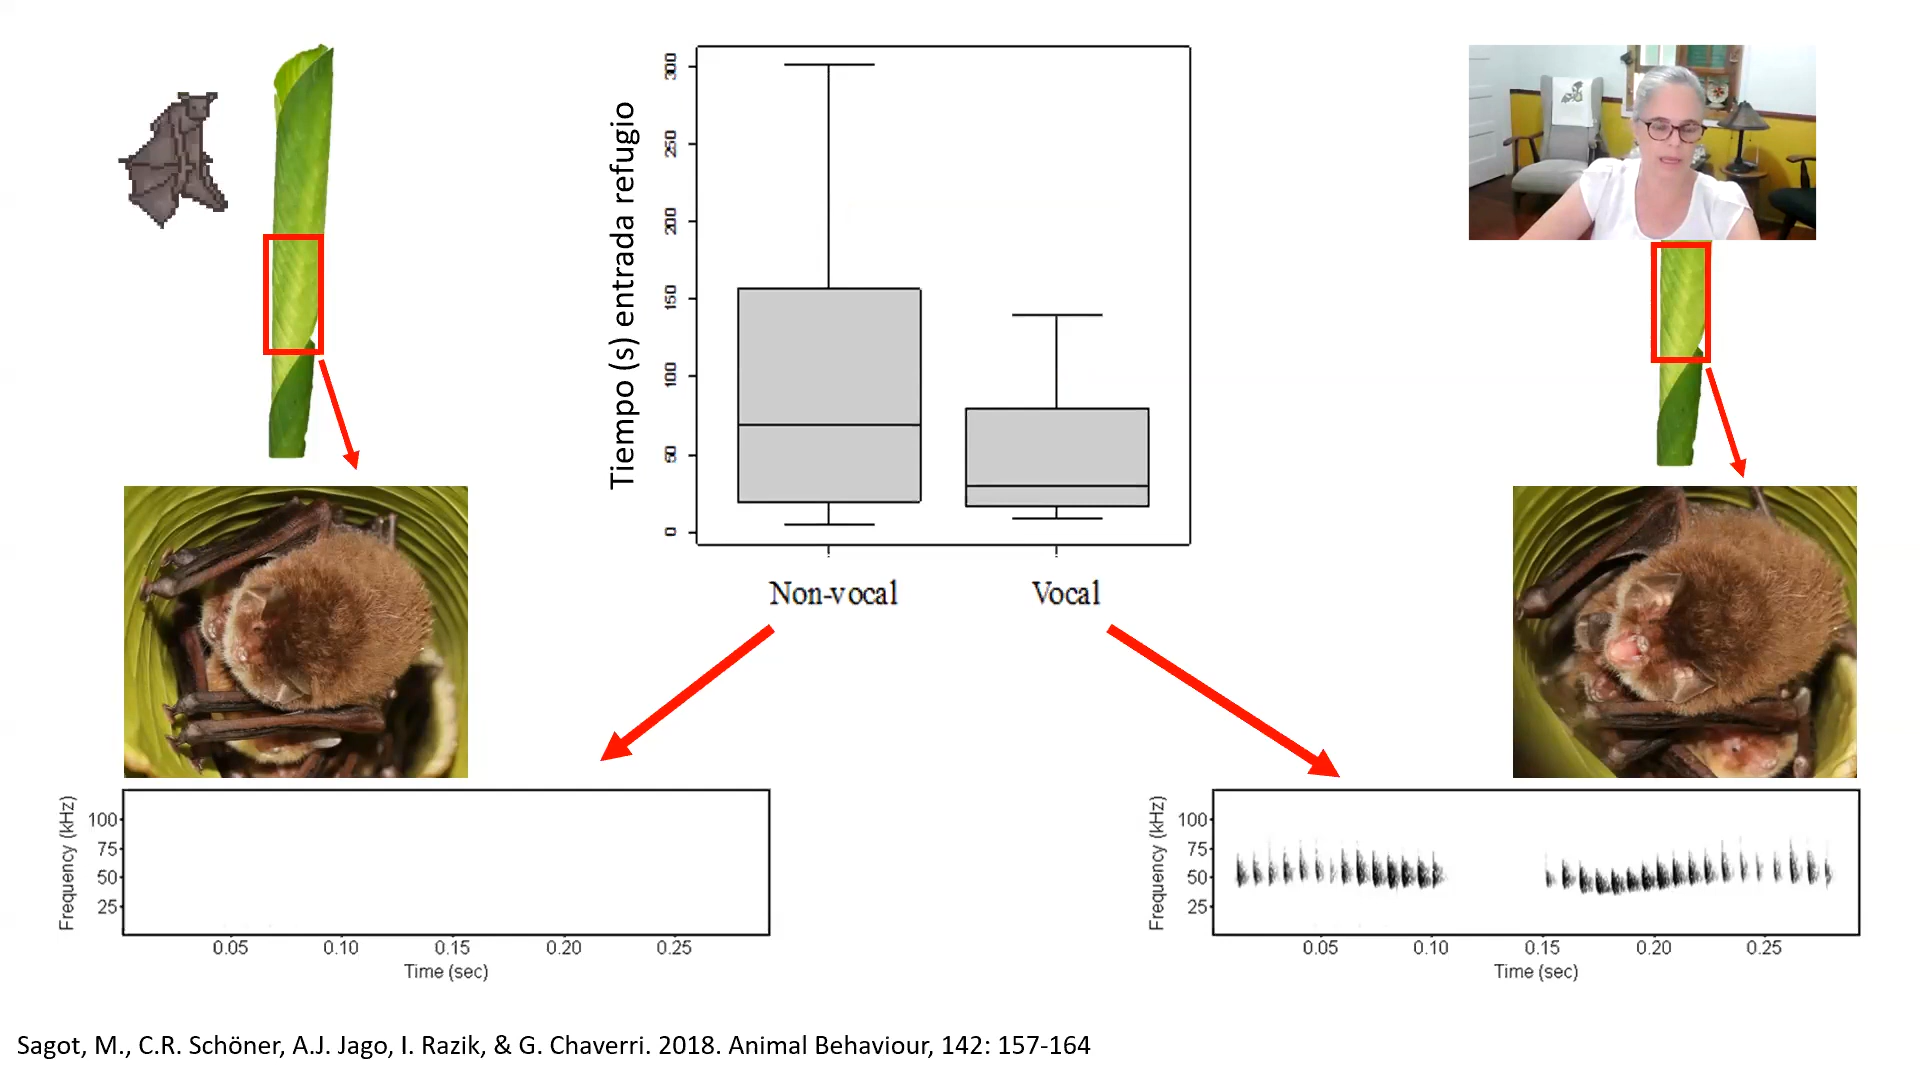 Tiempo (s) entrada refugio
300
250
200
150
100
50
0
Non-vocal
Vocal
Frequency (kHz)
100
75
50
25
0.05 0.10 0.15 0.20 0.25
Time (sec)
Frequency (kHz)
100
75
50
25
0.05 0.10 0.15 0.20 0.25
Time (sec)
Sagot, M., C.R. Schöner, A.J. Jago, I. Razik, & G. Chaverri. 2018. Animal Behaviour, 142: 157-164